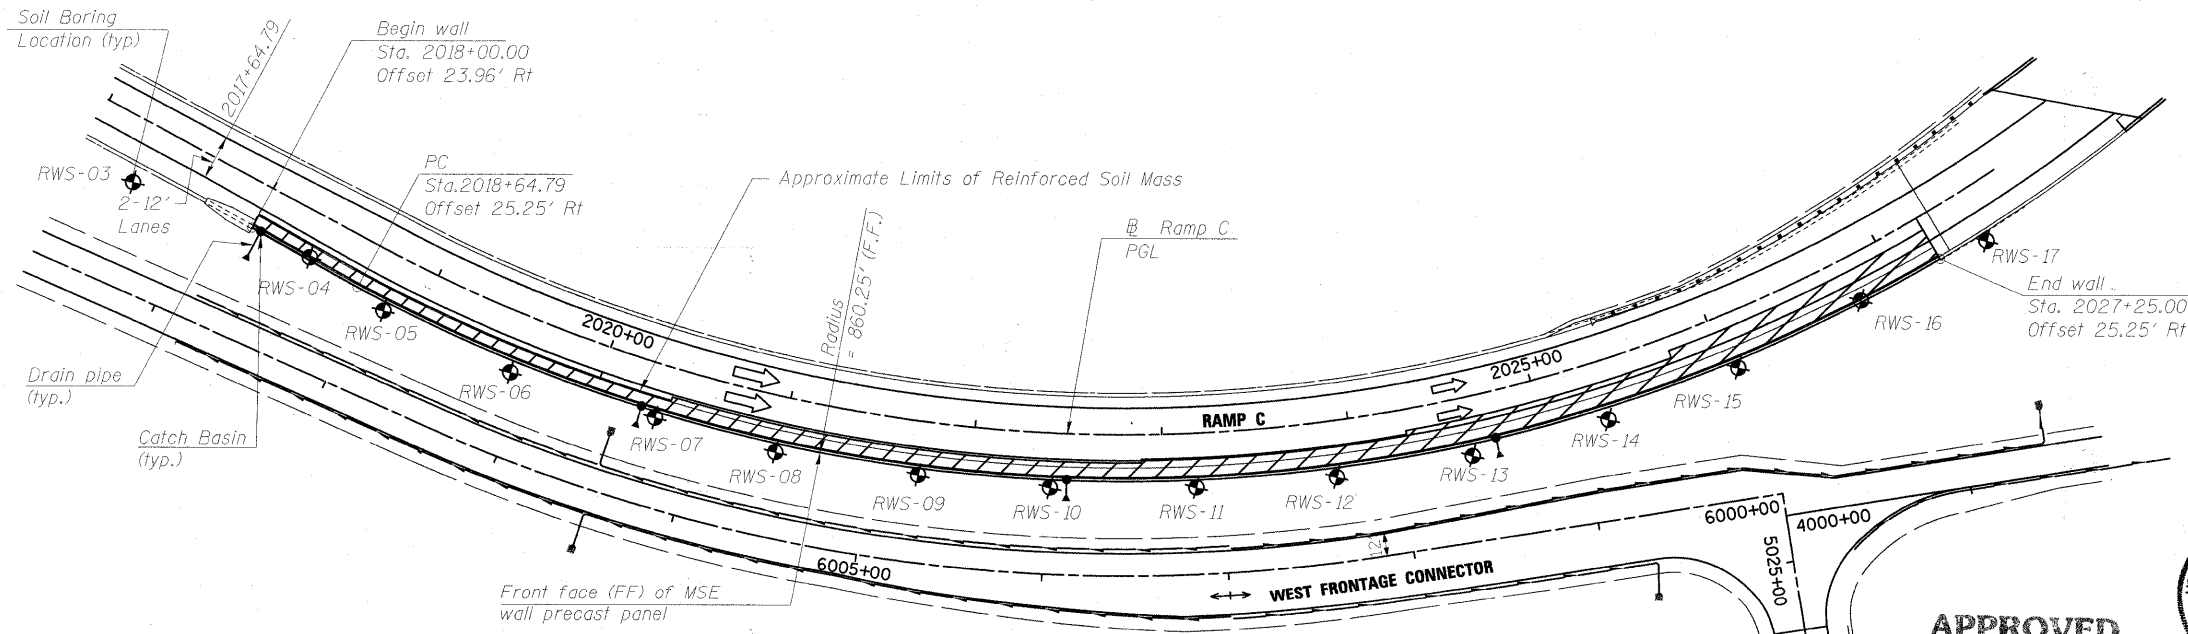 Soil Boring
Location (typ)
2017+64.79
Begin wall
Sta. 2018+00.00
Offset 23.96' Rt
RWS-03
2-12'
Lanes
PC
Sta.2018+64.79
Offset 25.25' Rt
Approximate Limits of Reinforced Soil Mass
Radius
= 860.25' (F.F.)
℄ Ramp C
PGL
RWS-17
End wall
Sta. 2027+25.00
Offset 25.25' Rt
RWS-04
RWS-05
2020+00
RWS-16
Drain pipe
(typ.)
RWS-06
2025+00
RWS-15
Catch Basin
(typ.)
RWS-07
RAMP C
RWS-14
RWS-08
RWS-13
RWS-09
RWS-10
RWS-11
RWS-12
6000+00
4000+00
12
6005+00
5025+00
WEST FRONTAGE CONNECTOR
Front face (FF) of MSE
wall precast panel
APPROVED